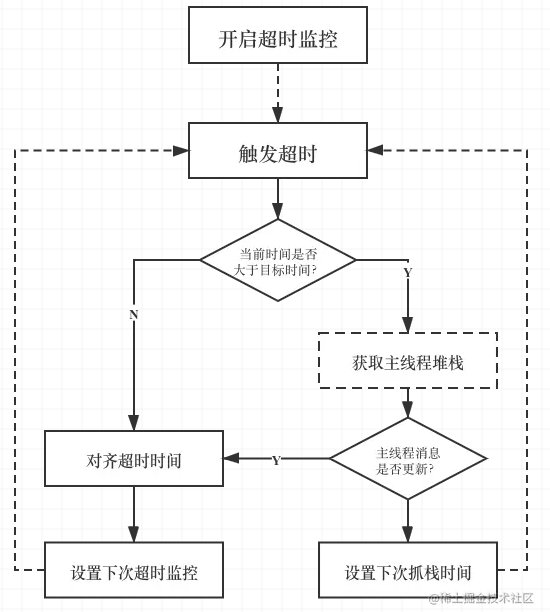 开启超时监控
触发超时
当前时间是否
大于目标时间?
Y
N
获取主线程堆栈
主线程消息
是否更新?
Y
对齐超时时间
设置下次超时监控
设置下次抓栈时间
@稀土掘金技术社区